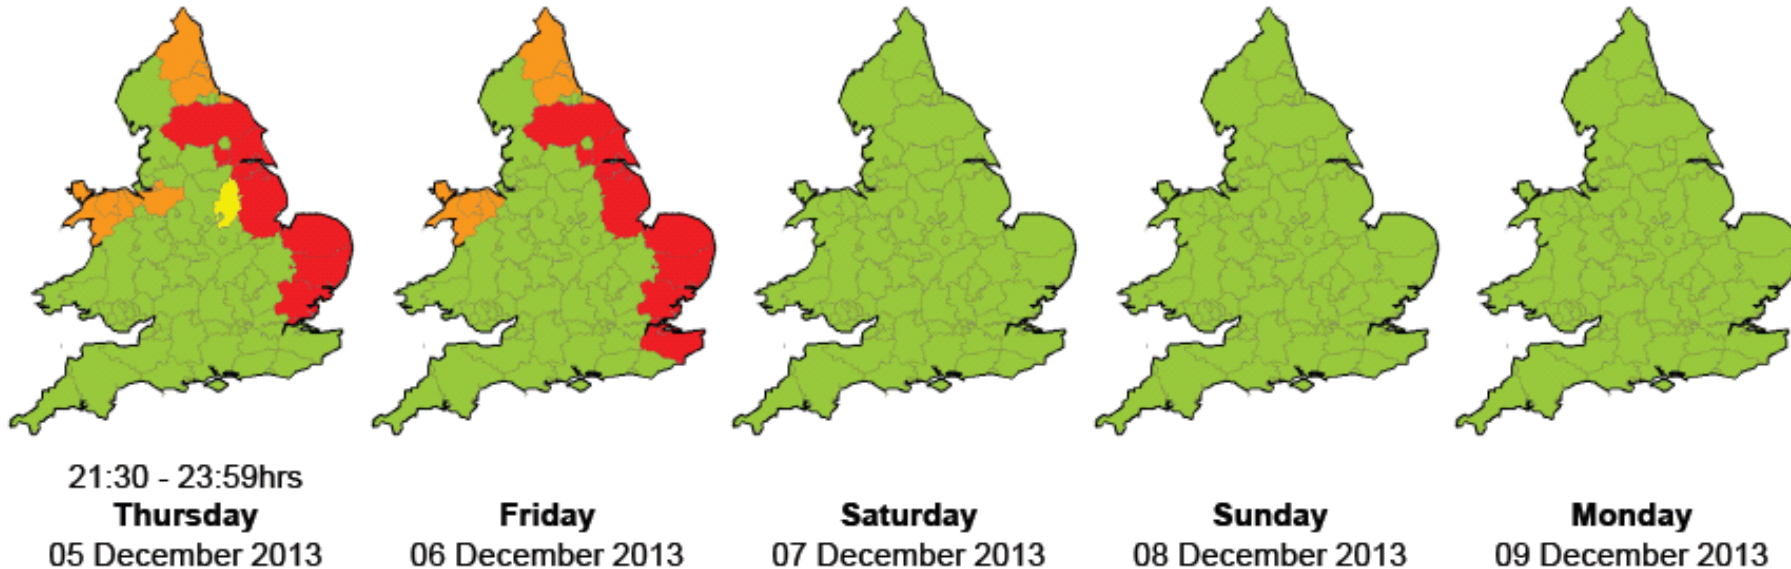 21:30 - 23:59hrs
Thursday
05 December 2013
Friday
06 December 2013
Saturday
07 December 2013
Sunday
08 December 2013
Monday
09 December 2013